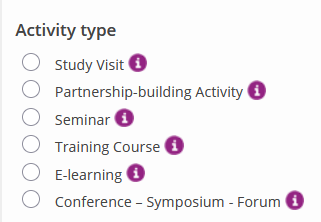 Activity type
Study Visit i
Partnership-building Activity i
Seminar i
Training Course i
E-learning i
Conference – Symposium - Forum i